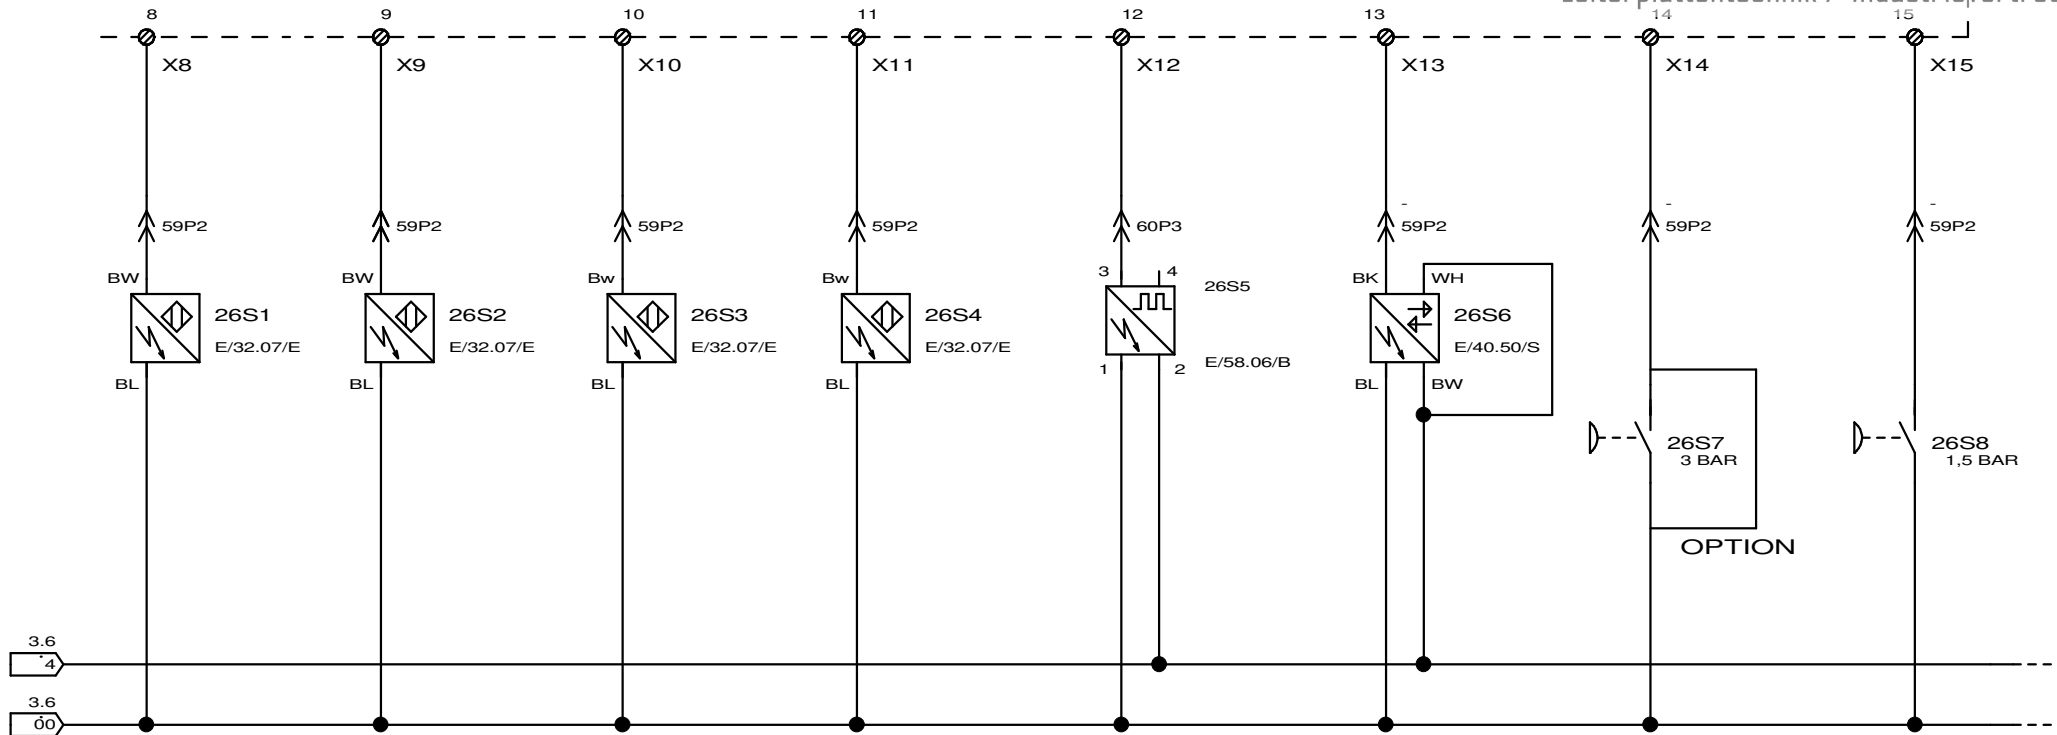 8 9 10 11 12 13 14 15
X8 X9 X10 X11 X12 X13 X14 X15
- - -
59P2 59P2 59P2 59P2 60P3 59P2 59P2 59P2
BW BW Bw Bw 3 4 BK WH
26S5
26S1 26S2 26S3 26S4 26S6
E/32.07/E E/32.07/E E/32.07/E E/32.07/E E/40.50/S
E/58.06/B
1 2
BL BL BL BL BL BW
26S7 26S8
3 BAR 1,5 BAR
OPTION
3.6
4
3.6
00